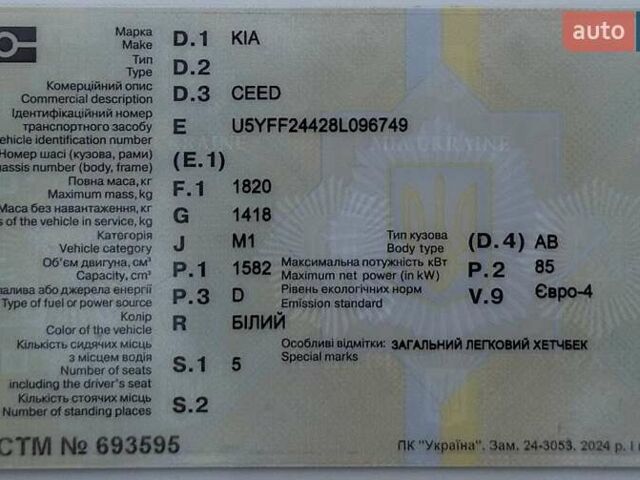 auto
Марка
Make
D.1 KIA
Тип
Type
D.2
Комерційний опис
Commercial description
D.3 CEED
Ідентифікаційний номер
транспортного засобу
vehicle identification number
E U5YFF24428L096749
MIA UKRAINE
Номер шасі (кузова, рами)
chassis number (body, frame)
(E.1)
Повна маса, кг
Maximum mass, kg
F.1 1820
Маса без навантаження, кг
of the vehicle in service, kg
G 1418
Категорія
Vehicle category
J M1
Тип кузова
Body type
(D.4) АВ
Об'єм двигуна, см³
Capacity, cm³
P.1 1582
Максимальна потужність кВт
Maximum net power (in kW)
P.2 85
палива або джерела енергії
Type of fuel or power source
P.3 D
Рівень екологічних норм
Emission standard
V.9 Євро-4
Колір
Color of the vehicle
R БІЛИЙ
Кількість сидячих місць
з місцем водія
Number of seats
including the driver's seat
S.1 5
Особливі відмітки: ЗАГАЛЬНИЙ ЛЕГКОВИЙ ХЕТЧБЕК
Special marks
Кількість стоячих місць
Number of standing places
S.2
СТМ № 693595
ПК "Україна". Зам. 24-3053. 2024 р. І